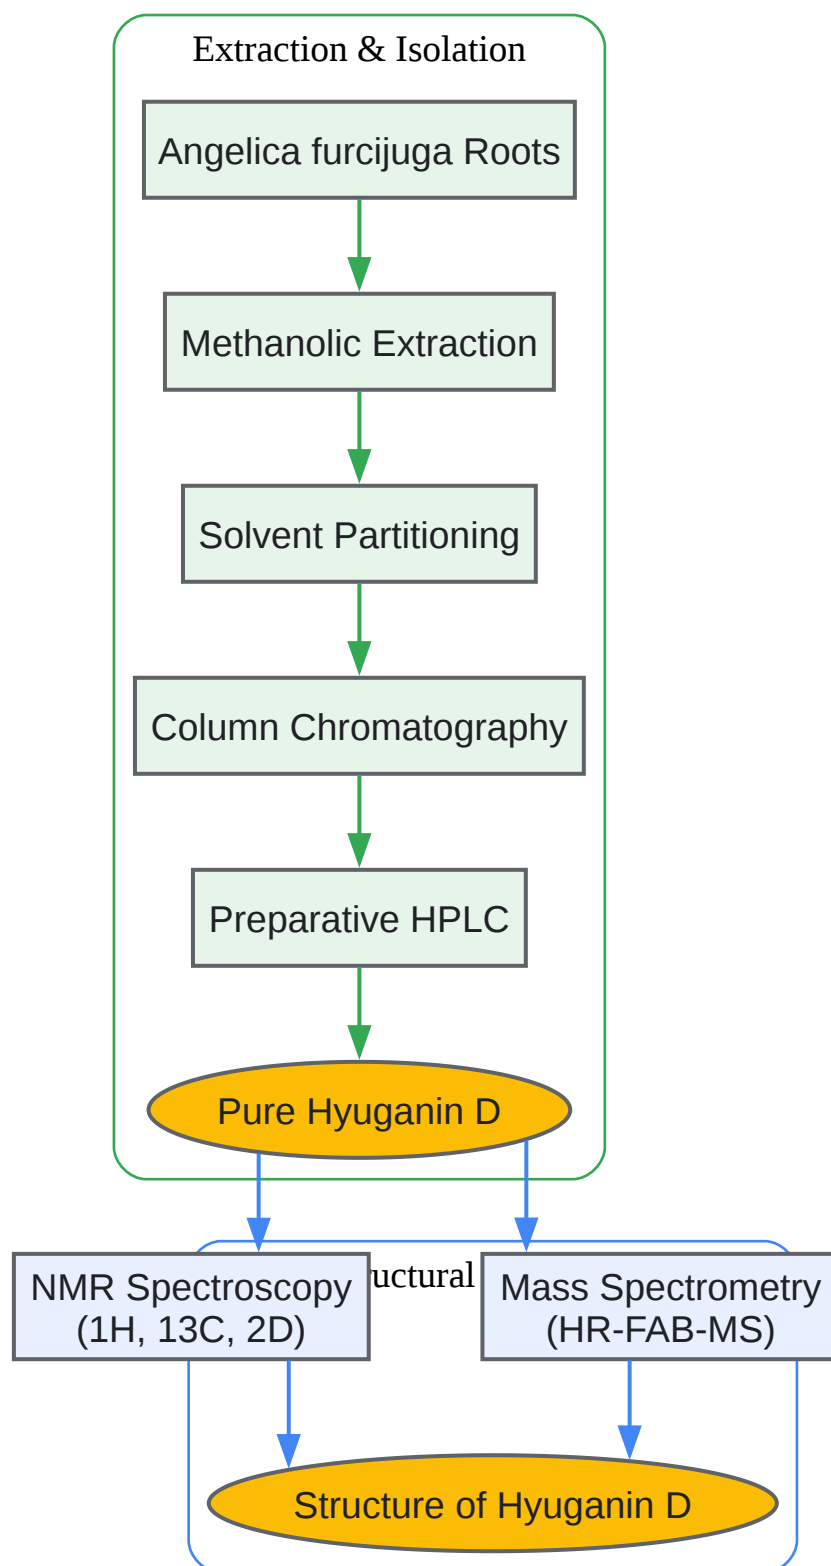 Extraction & Isolation
Angelica furcijuga Roots
Methanolic Extraction
Solvent Partitioning
Column Chromatography
Preparative HPLC
Pure Hyuganin D
NMR Spectroscopy
(1H, 13C, 2D)
Mass Spectrometry
(HR-FAB-MS)
Structure of Hyuganin D